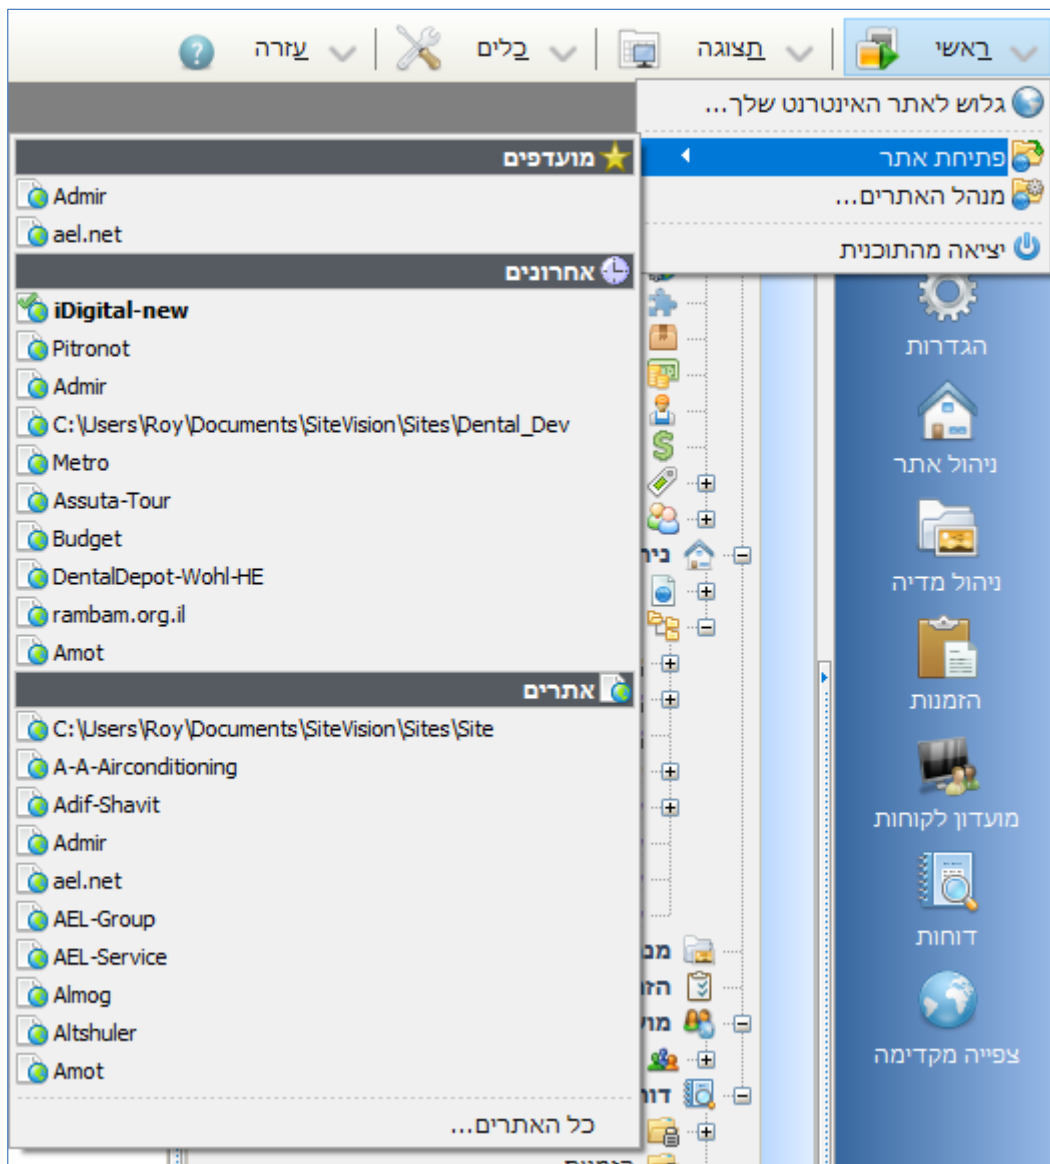 ראשי
תצוגה
כלים
עזרה
גלוש לאתר האינטרנט שלך...
פתיחת אתר
מנהל האתרים...
יציאה מהתוכנית
מועדפים
Admir
ael.net
אחרונים
iDigital-new
Pitronot
Admir
C:\Users\Roy\Documents\SiteVision\Sites\Dental_Dev
Metro
Assuta-Tour
Budget
DentalDepot-Wohl-HE
rambam.org.il
Amot
אתרים
C:\Users\Roy\Documents\SiteVision\Sites\Site
A-A-Airconditioning
Adif-Shavit
Admir
ael.net
AEL-Group
AEL-Service
Almog
Altshuler
Amot
כל האתרים...
הגדרות
ניהול אתר
ניהול מדיה
הזמנות
מועדון לקוחות
דוחות
צפייה מקדימה